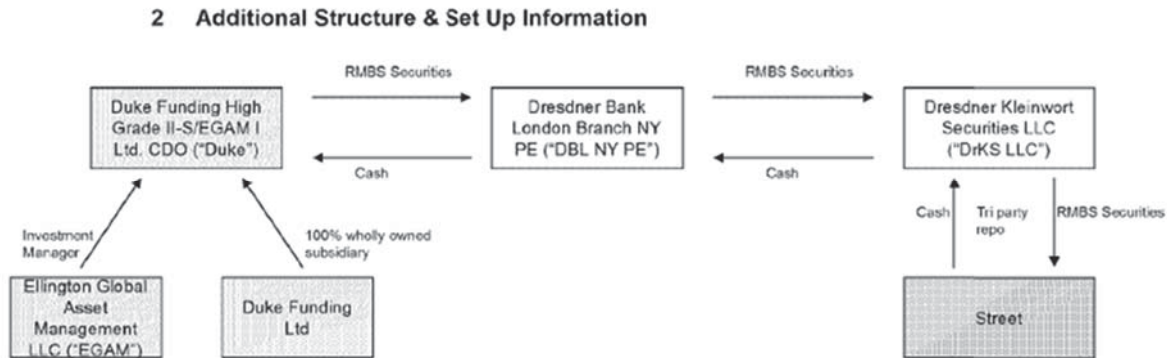 2 Additional Structure & Set Up Information
RMBS Securities
RMBS Securities
Duke Funding High
Grade II-S/EGAM I
Ltd. CDO ("Duke")
Dresdner Bank
London Branch NY
PE ("DBL NY PE")
Dresdner Kleinwort
Securities LLC
("DrKS LLC")
Cash
Cash
Investment
Manager
100% wholly owned
subsidiary
Cash
Tri party
repo
RMBS Securities
Ellington Global
Asset
Management
LLC ("EGAM")
Duke Funding
Ltd
Street